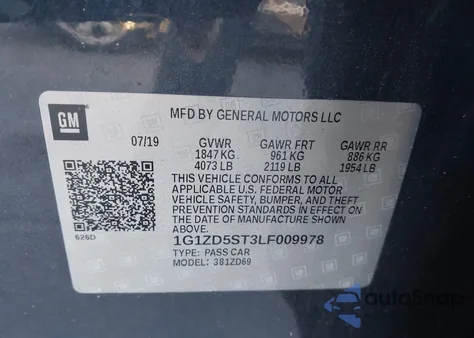 GM
MFD BY GENERAL MOTORS LLC
07/19 GVWR GAWR FRT GAWR RR
1847 KG 961 KG 886 KG
4073 LB 2119 LB 1954 LB
THIS VEHICLE CONFORMS TO ALL
APPLICABLE U.S. FEDERAL MOTOR
VEHICLE SAFETY, BUMPER, AND THEFT
PREVENTION STANDARDS IN EFFECT ON
THE DATE OF MANUFACTURE SHOWN ABOVE.
626D
1G1ZD5ST3LF009978
TYPE: PASS CAR
MODEL: 381ZD69
autoSnap